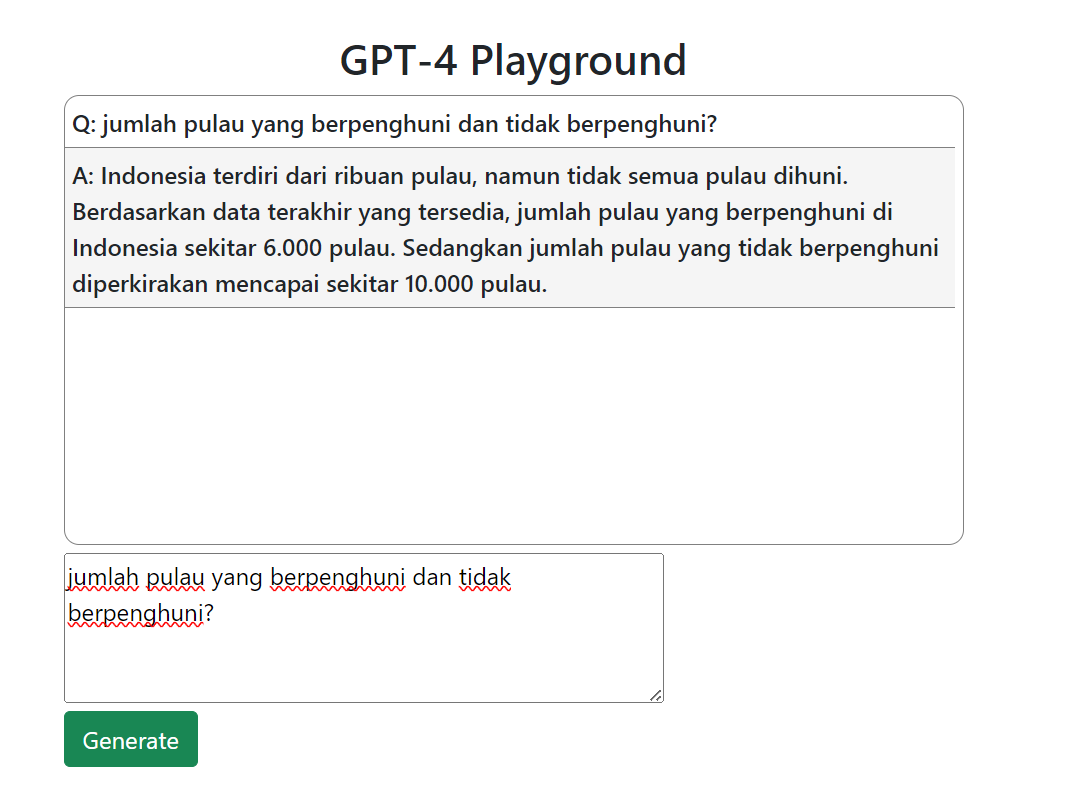 GPT-4 Playground
Q: jumlah pulau yang berpenghuni dan tidak berpenghuni?
A: Indonesia terdiri dari ribuan pulau, namun tidak semua pulau dihuni.
Berdasarkan data terakhir yang tersedia, jumlah pulau yang berpenghuni di
Indonesia sekitar 6.000 pulau. Sedangkan jumlah pulau yang tidak berpenghuni
diperkirakan mencapai sekitar 10.000 pulau.
jumlah pulau yang berpenghuni dan tidak
berpenghuni?
Generate